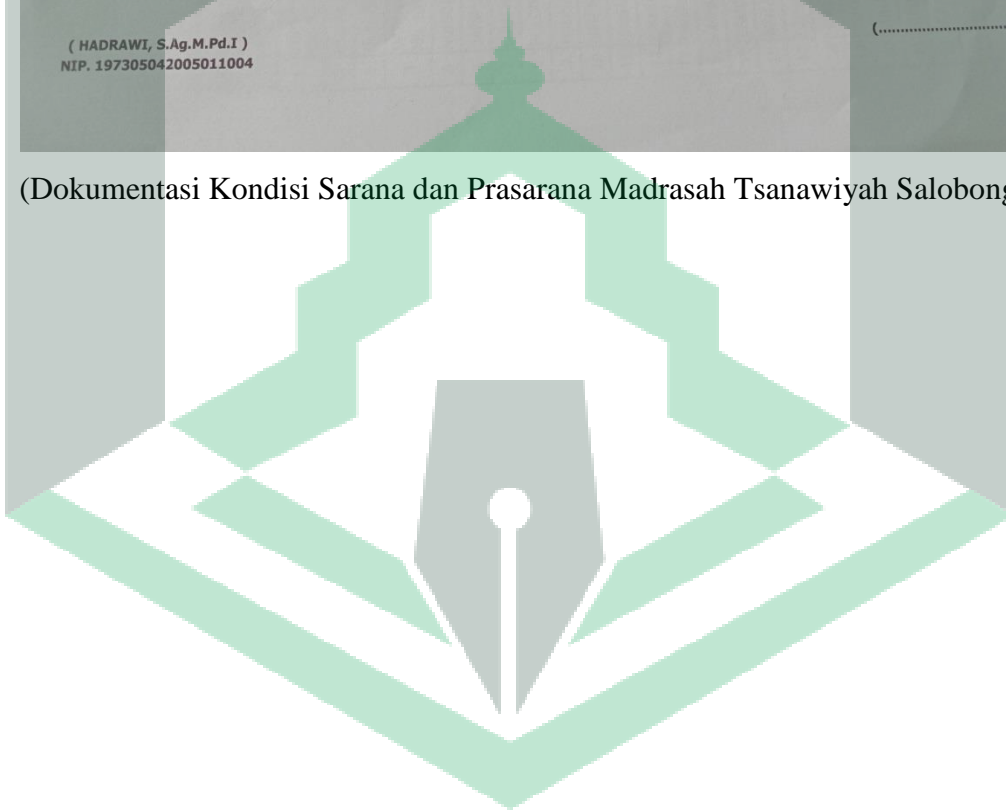 (..............................
( HADRAWI, S.Ag.M.Pd.I )
NIP. 197305042005011004
(Dokumentasi Kondisi Sarana dan Prasarana Madrasah Tsanawiyah Salobong